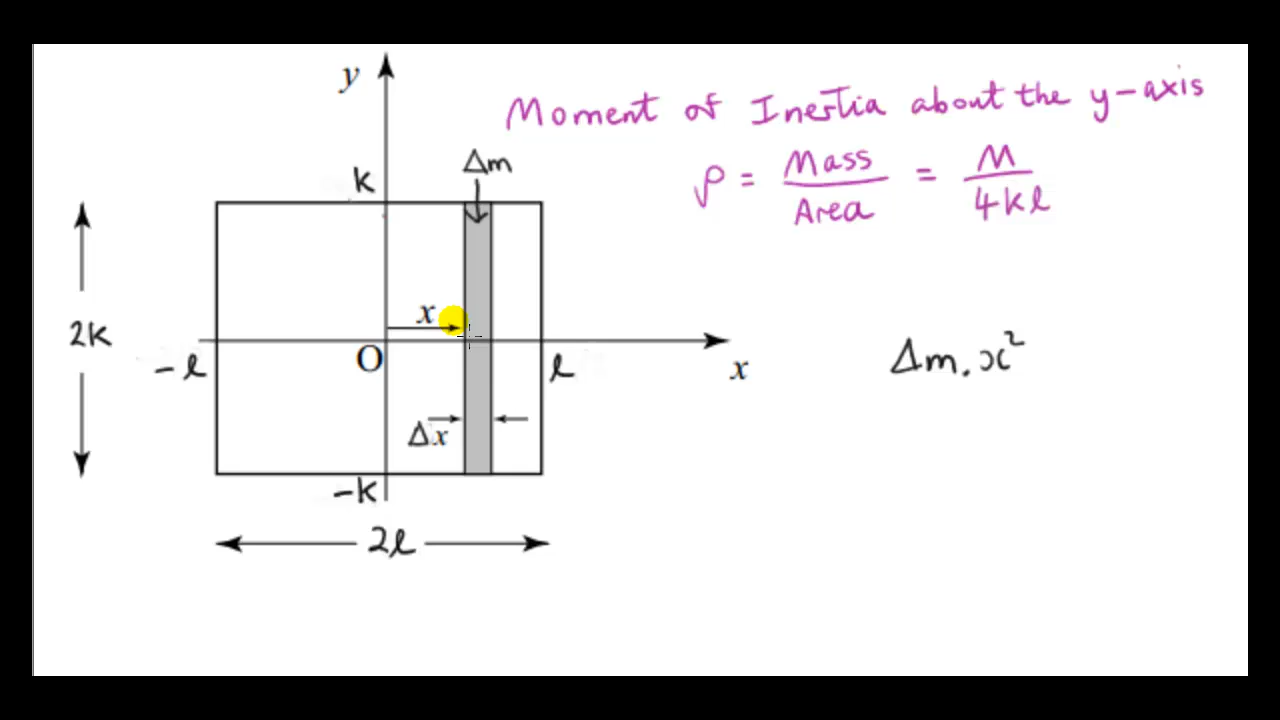 y
Moment of Inertia about the y-axis
Δm
ρ = Mass/Area = M/4kl
k
x
2k
O
-l
l
x
Δm.x²
Δx
-k
2l